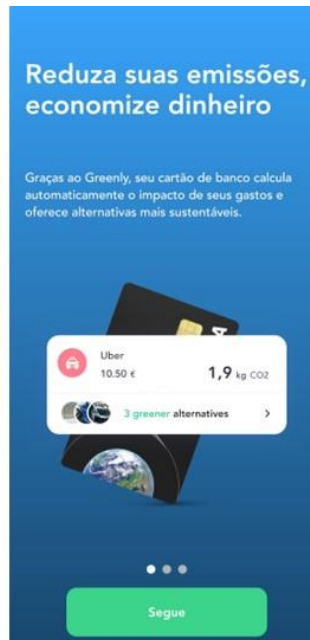 Reduza suas emissões,
economize dinheiro
Graças ao Greenly, seu cartão de banco calcula
automaticamente o impacto de seus gastos e
oferece alternativas mais sustentáveis.
Uber
10.50 €
1,9 kg CO2
3 greener alternatives
Segue